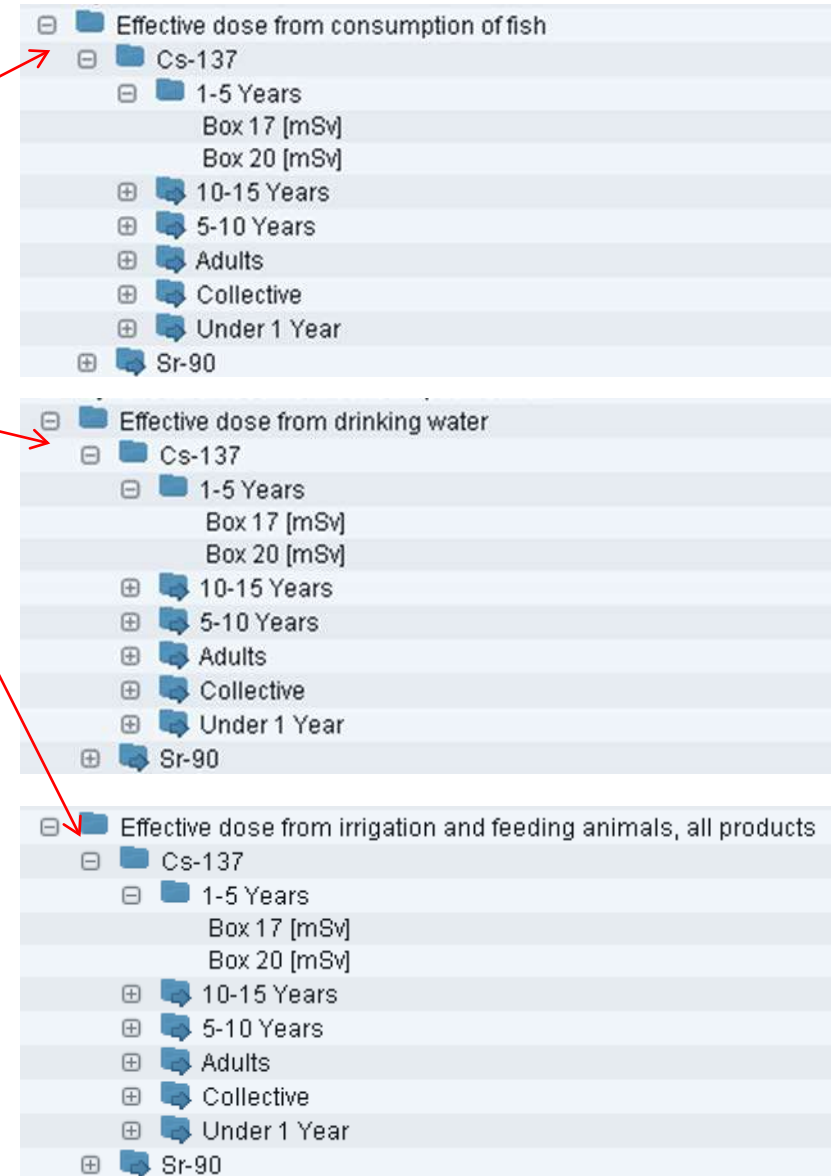 Effective dose from consumption of fish
Cs-137
1-5 Years
Box 17 [mSv]
Box 20 [mSv]
10-15 Years
5-10 Years
Adults
Collective
Under 1 Year
Sr-90
Effective dose from drinking water
Cs-137
1-5 Years
Box 17 [mSv]
Box 20 [mSv]
10-15 Years
5-10 Years
Adults
Collective
Under 1 Year
Sr-90
Effective dose from irrigation and feeding animals, all products
Cs-137
1-5 Years
Box 17 [mSv]
Box 20 [mSv]
10-15 Years
5-10 Years
Adults
Collective
Under 1 Year
Sr-90